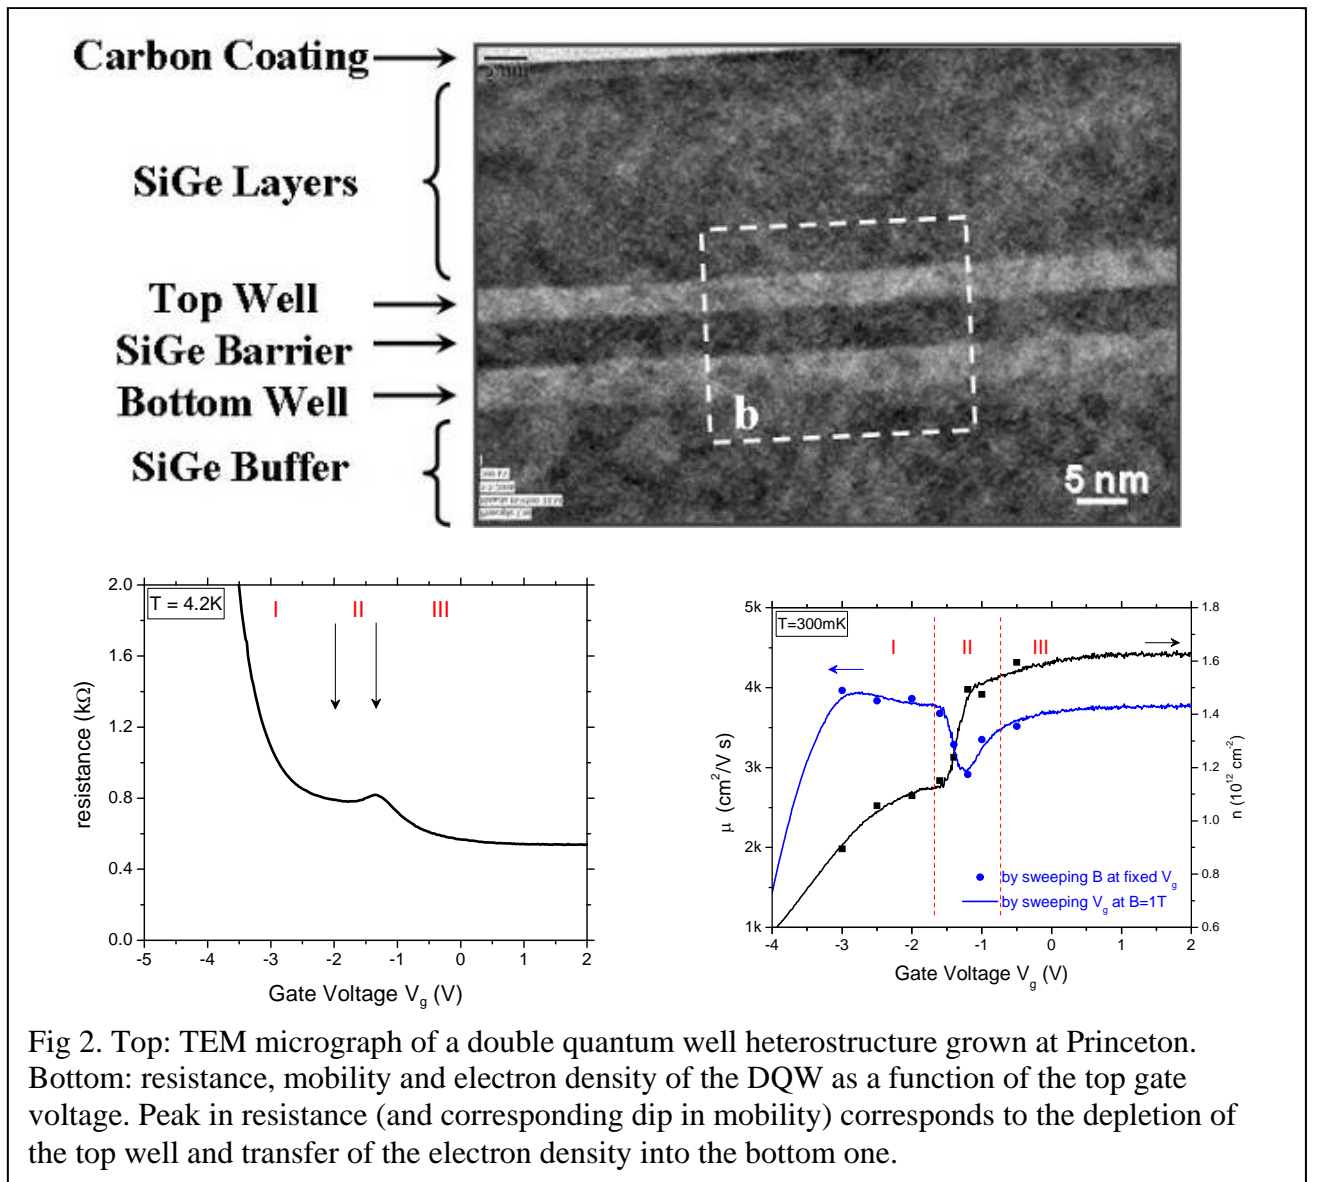 Carbon Coating
SiGe Layers
Top Well
SiGe Barrier
Bottom Well
SiGe Buffer
b
5 nm
T = 4.2K
I II III
2.0
1.6
1.2
0.8
0.4
0.0
resistance (kΩ)
-5 -4 -3 -2 -1 0 1 2
Gate Voltage Vg (V)
T=300mK
I II III
5k
4k
3k
2k
1k
μ (cm2/V s)
1.8
1.6
1.4
1.2
1.0
0.8
0.6
n (1012 cm-2)
by sweeping B at fixed Vg
by sweeping Vg at B=1T
-4 -3 -2 -1 0 1 2
Gate Voltage Vg (V)
Fig 2. Top: TEM micrograph of a double quantum well heterostructure grown at Princeton.
Bottom: resistance, mobility and electron density of the DQW as a function of the top gate
voltage. Peak in resistance (and corresponding dip in mobility) corresponds to the depletion of
the top well and transfer of the electron density into the bottom one.